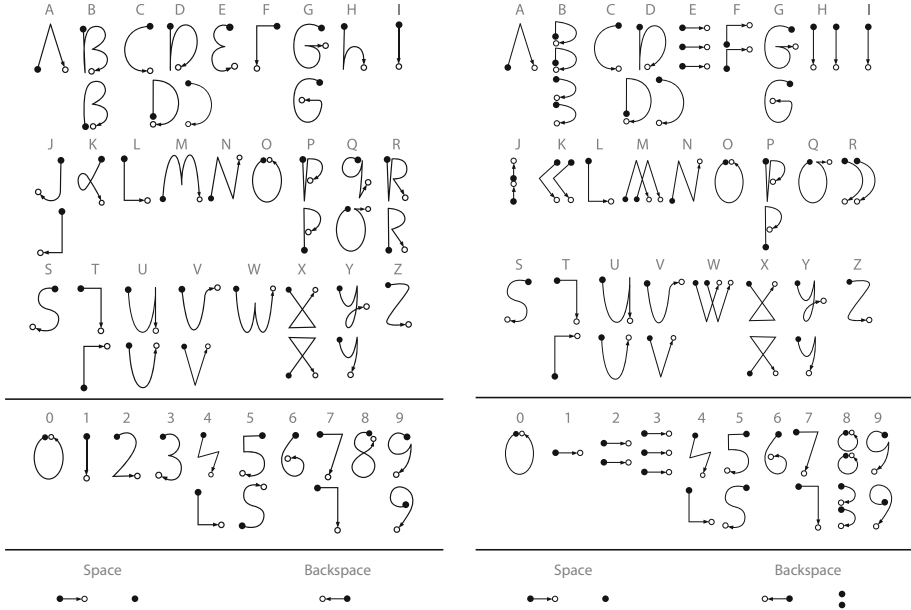 A B C D E F G H I A B C D E F G H I
J K L M N O P Q R J K L M N O P Q R
S T U V W X Y Z S T U V W X Y Z
0 1 2 3 4 5 6 7 8 9 0 1 2 3 4 5 6 7 8 9
Space Backspace Space Backspace